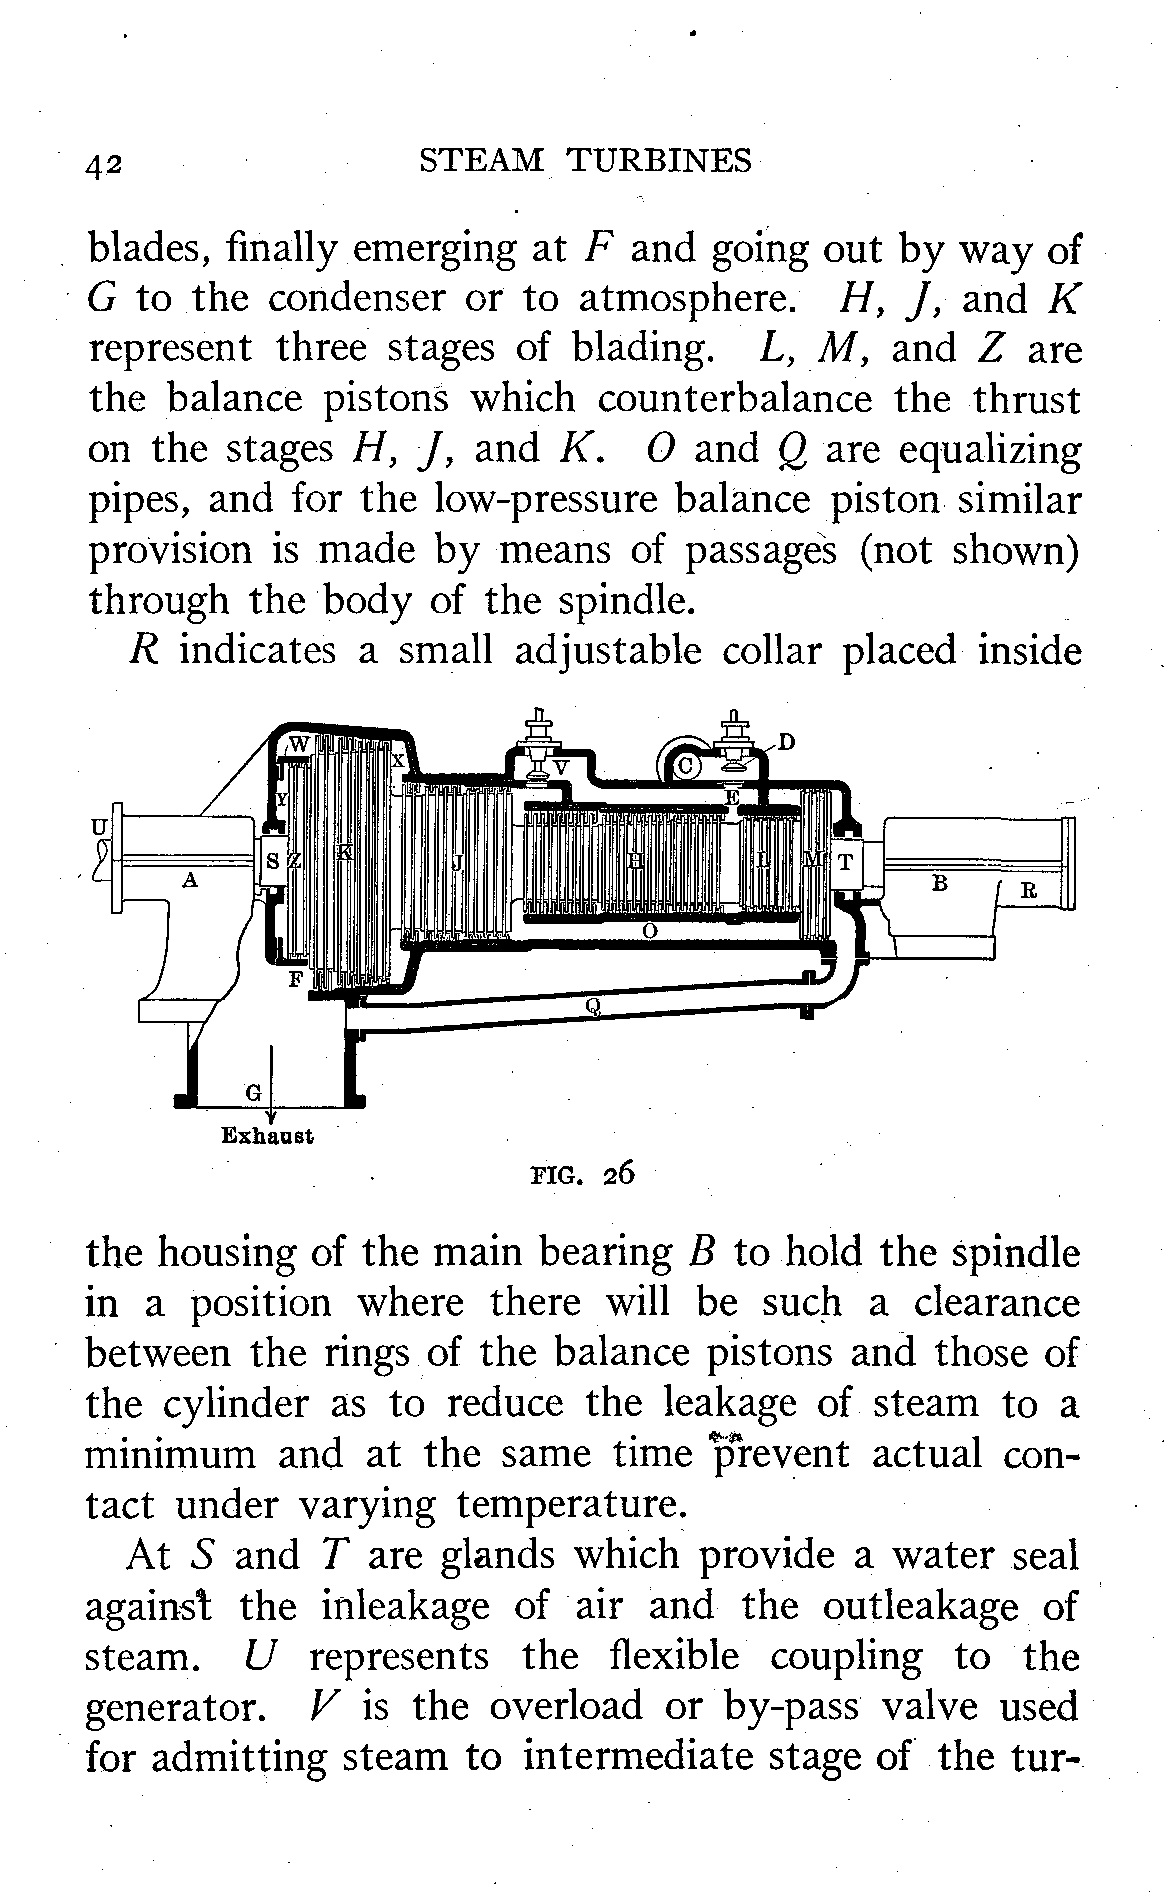 42 STEAM TURBINES
blades, finally emerging at F and going out by way of
G to the condenser or to atmosphere. H, J, and K
represent three stages of blading. L, M, and Z are
the balance pistons which counterbalance the thrust
on the stages H, J, and K. O and Q are equalizing
pipes, and for the low-pressure balance piston similar
provision is made by means of passages (not shown)
through the body of the spindle.
R indicates a small adjustable collar placed inside
W X V C D
Y E
U S Z K J H L M T
A B R
O
F
Q
G
Exhaust
FIG. 26
the housing of the main bearing B to hold the spindle
in a position where there will be such a clearance
between the rings of the balance pistons and those of
the cylinder as to reduce the leakage of steam to a
minimum and at the same time prevent actual con-
tact under varying temperature.
At S and T are glands which provide a water seal
against the inleakage of air and the outleakage of
steam. U represents the flexible coupling to the
generator. V is the overload or by-pass valve used
for admitting steam to intermediate stage of the tur-